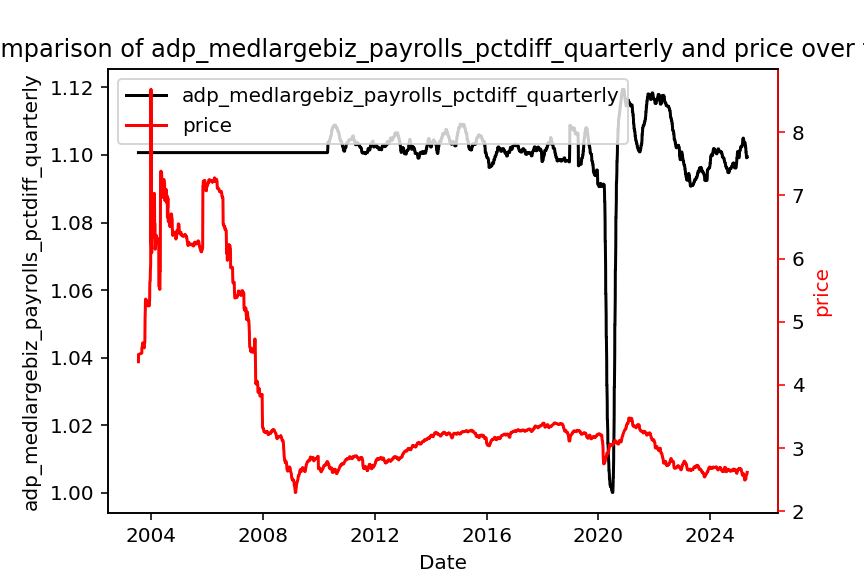 mparison of adp_medlargebiz_payrolls_pctdiff_quarterly and price over
adp_medlargebiz_payrolls_pctdiff_quarterly
price
adp_medlargebiz_payrolls_pctdiff_quarterly
1.12
1.10
1.08
1.06
1.04
1.02
1.00
8
7
6
5
4
3
2
price
2004 2008 2012 2016 2020 2024
Date